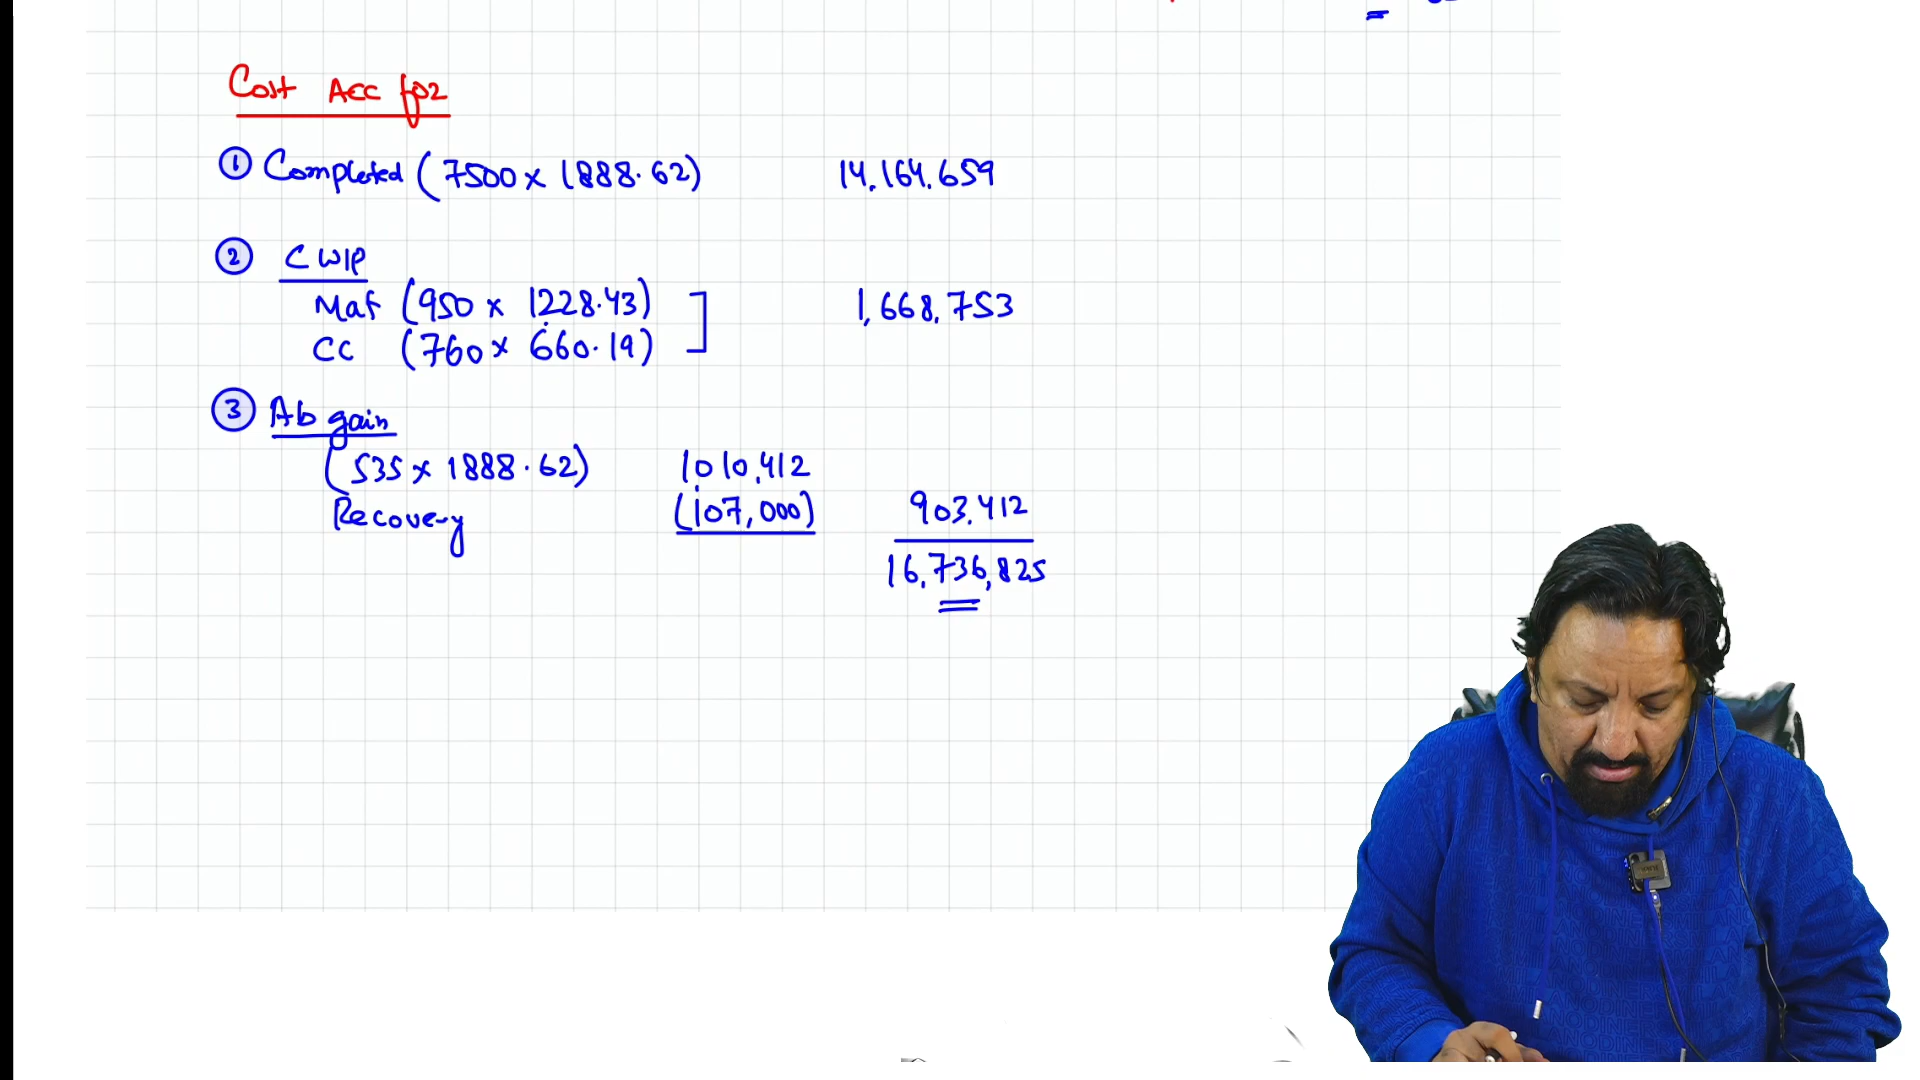 Cost Acc for
① Completed (7500 x 1888.62) 14,164,659
② CWIP
Mat (950 x 1228.43) ] 1,668,753
CC (760 x 660.19)
③ Ab gain
(535 x 1888.62) 1010,412
Recovery (107,000) 903,412
16,736,825